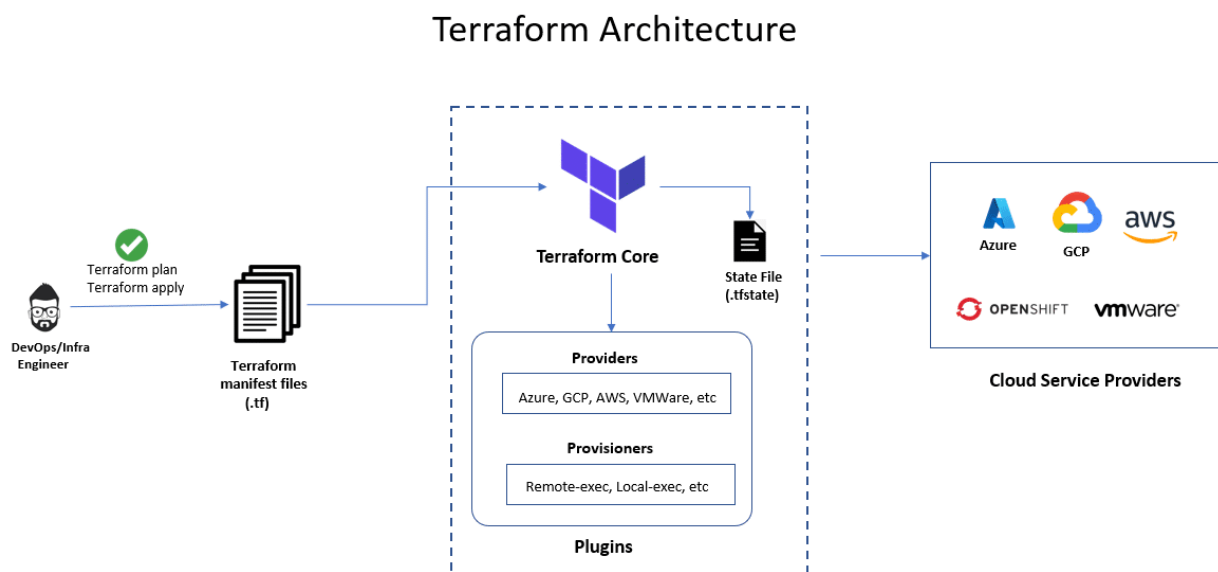 Terraform Architecture
Terraform plan
Terraform apply
DevOps/Infra
Engineer
Terraform
manifest files
(.tf)
Terraform Core
State File
(.tfstate)
Providers
Azure, GCP, AWS, VMWare, etc
Provisioners
Remote-exec, Local-exec, etc
Plugins
Azure
GCP
aws
OPENSHIFT
vmware®
Cloud Service Providers